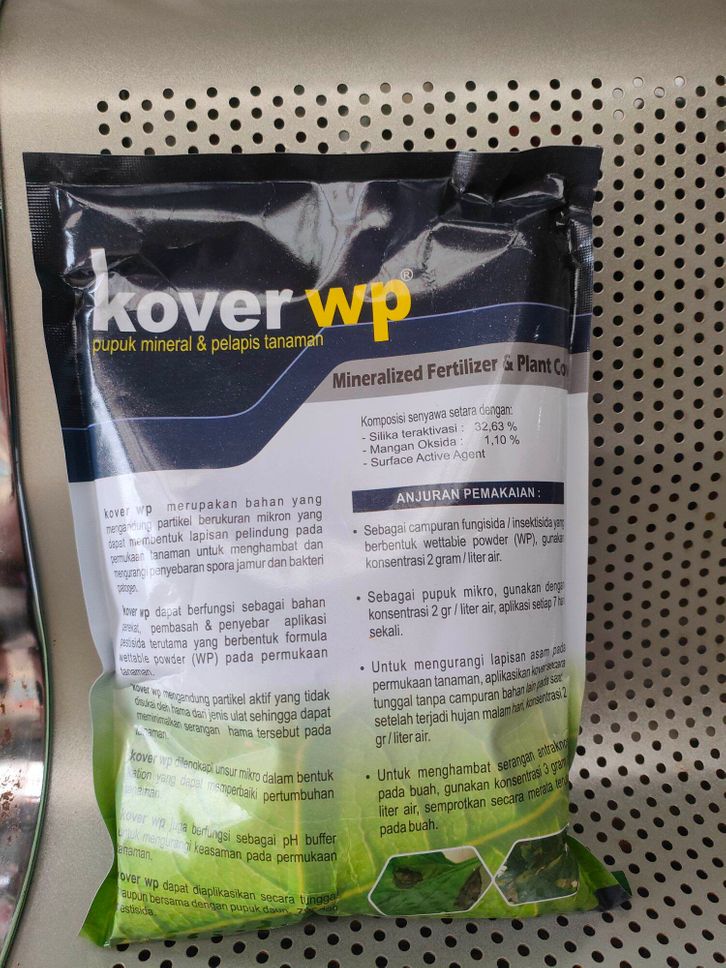 kover wp®
pupuk mineral & pelapis tanaman
Mineralized Fertilizer & Plant
Komposisi senyawa setara dengan:
- Silika teraktivasi : 32,63 %
- Mangan Oksida : 1,10 %
- Surface Active Agent
kover wp merupakan bahan yang
mengandung partikel berukuran mikron yang
dapat membentuk lapisan pelindung pada
permukaan tanaman untuk menghambat dan
mengurangi penyebaran spora jamur dan bakteri
patogen.
kover wp dapat berfungsi sebagai bahan
perekat, pembasah & penyebar aplikasi
pestisida terutama yang berbentuk formula
wettable powder (WP) pada permukaan
tanaman.
kover wp mengandung partikel aktif yang tidak
disukai oleh hama dari jenis ulat sehingga dapat
meminimalkan serangan hama tersebut pada
tanaman.
kover wp dilengkapi unsur mikro dalam bentuk
yang dapat memperbaiki pertumbuhan
tanaman.
kover wp juga berfungsi sebagai pH buffer
untuk mengurangi keasaman pada permukaan
tanaman.
kover wp dapat diaplikasikan secara tunggal
maupun bersama dengan pupuk daun,
pestisida.
ANJURAN PEMAKAIAN :
• Sebagai campuran fungisida / insektisida yang
berbentuk wettable powder (WP), gunakan
konsentrasi 2 gram / liter air.
• Sebagai pupuk mikro, gunakan dengan
konsentrasi 2 gr / liter air, aplikasi setiap 7 hari
sekali.
• Untuk mengurangi lapisan asam pada
permukaan tanaman, aplikasikan kover secara
tunggal tanpa campuran bahan lain pada saat
setelah terjadi hujan malam hari, konsentrasi 2
gr / liter air.
• Untuk menghambat serangan antraknosa
pada buah, gunakan konsentrasi 3 gram
liter air, semprotkan secara merata
pada buah.